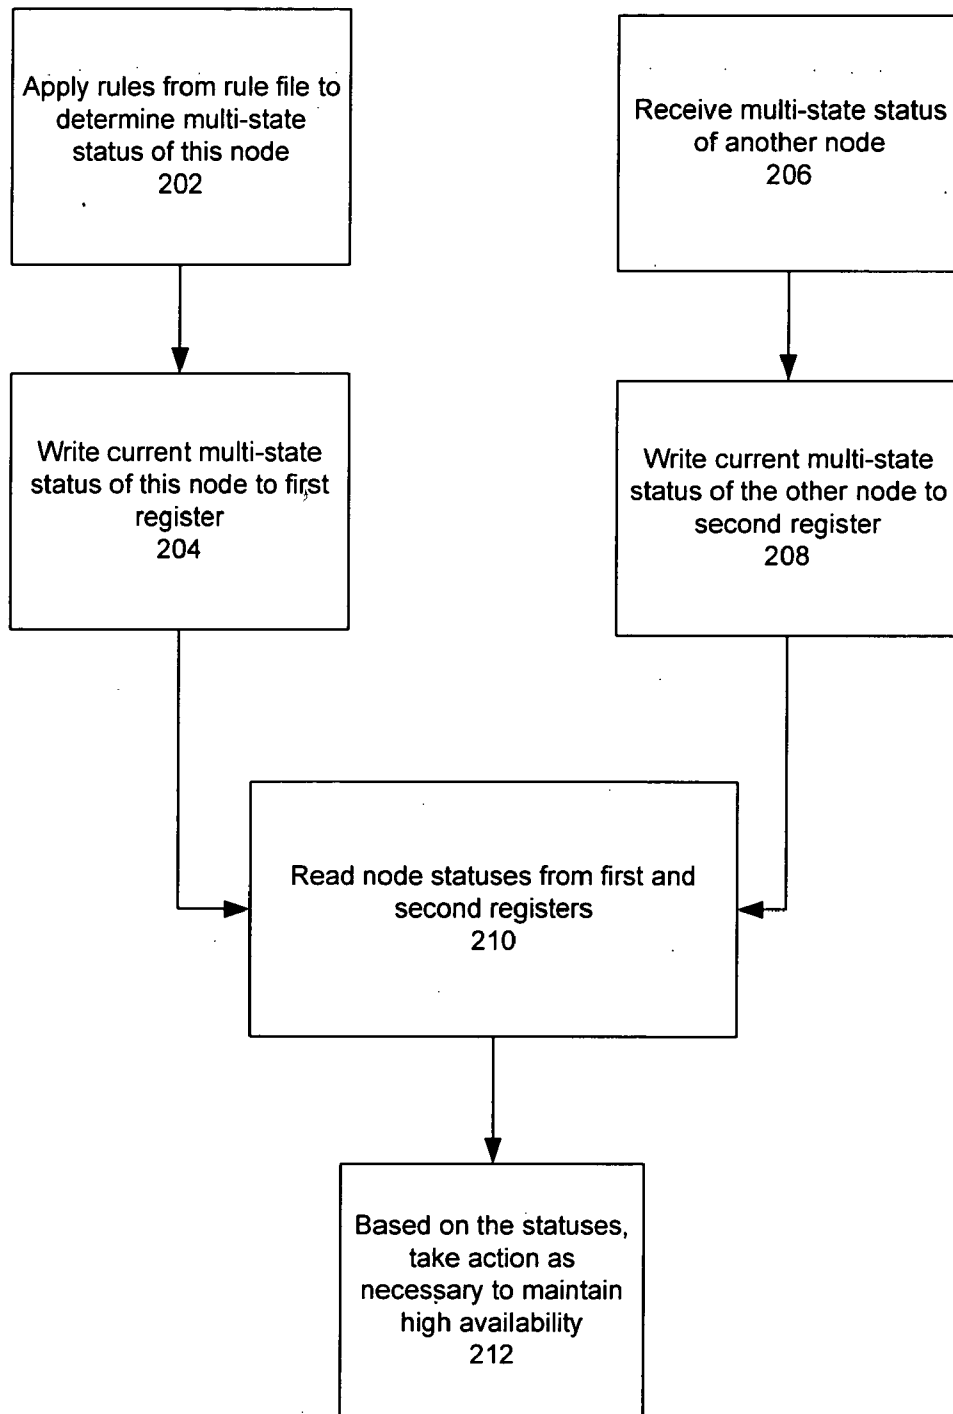 Apply rules from rule file to
determine multi-state
status of this node
202
Receive multi-state status
of another node
206
Write current multi-state
status of this node to first
register
204
Write current multi-state
status of the other node to
second register
208
Read node statuses from first and
second registers
210
Based on the statuses,
take action as
necessary to maintain
high availability
212